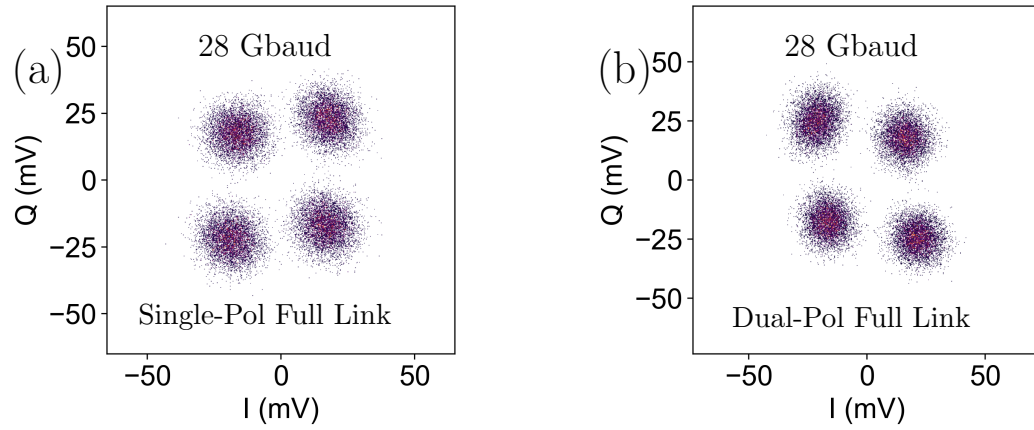 (a)
28 Gbaud
50
25
0
−25
−50
Q (mV)
Single-Pol Full Link
−50 0 50
I (mV)
(b)
28 Gbaud
50
25
0
−25
−50
Q (mV)
Dual-Pol Full Link
−50 0 50
I (mV)